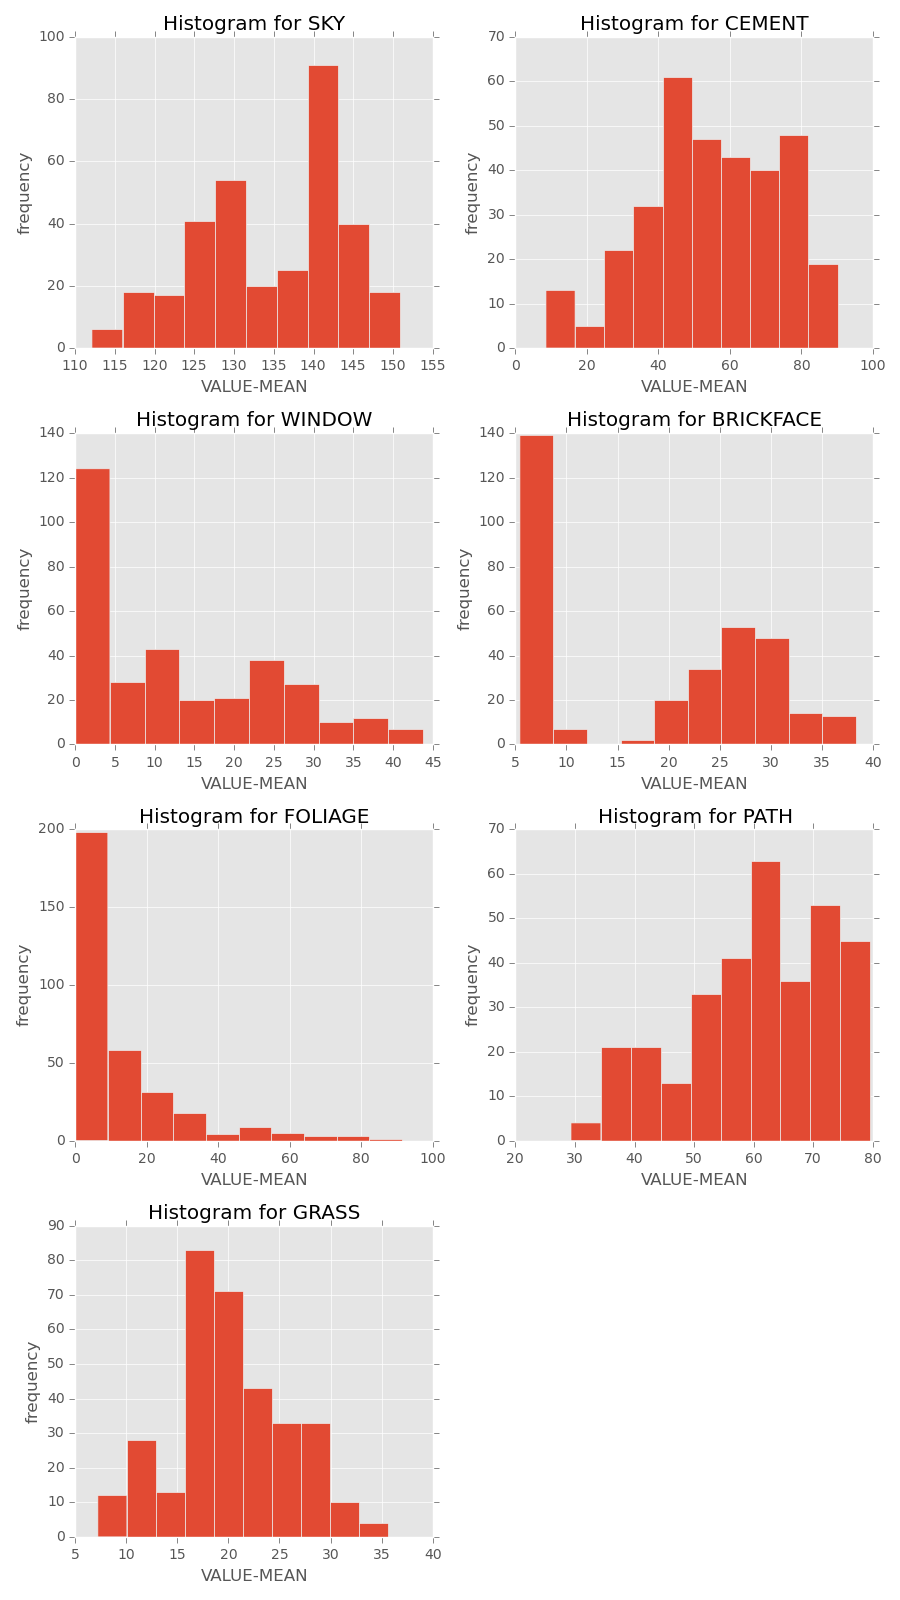 Histogram for SKY
100
80
60
40
20
0
frequency
110 115 120 125 130 135 140 145 150 155
VALUE-MEAN
Histogram for CEMENT
70
60
50
40
30
20
10
0
frequency
0 20 40 60 80 100
VALUE-MEAN
Histogram for WINDOW
140
120
100
80
60
40
20
0
frequency
0 5 10 15 20 25 30 35 40 45
VALUE-MEAN
Histogram for BRICKFACE
140
120
100
80
60
40
20
0
frequency
5 10 15 20 25 30 35 40
VALUE-MEAN
Histogram for FOLIAGE
200
150
100
50
0
frequency
0 20 40 60 80 100
VALUE-MEAN
Histogram for PATH
70
60
50
40
30
20
10
0
frequency
20 30 40 50 60 70 80
VALUE-MEAN
Histogram for GRASS
90
80
70
60
50
40
30
20
10
0
frequency
5 10 15 20 25 30 35 40
VALUE-MEAN